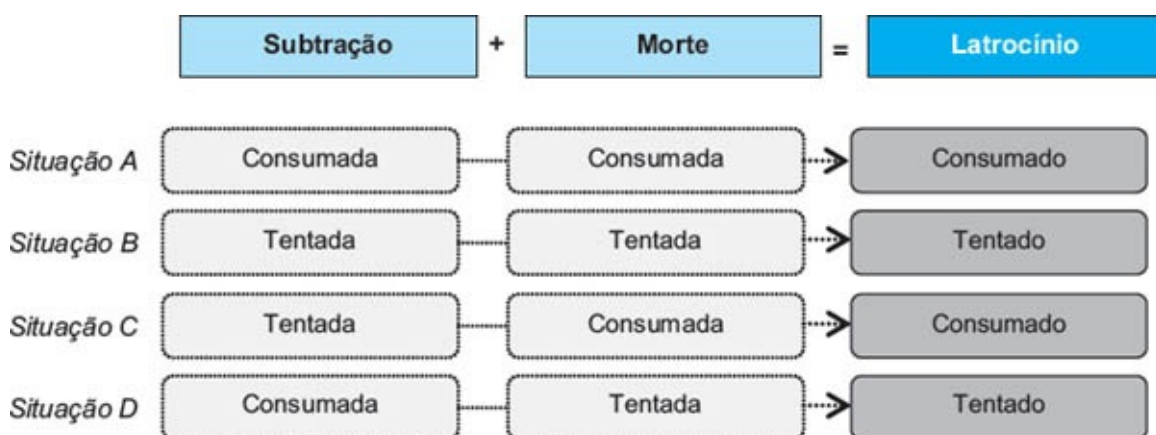 Subtração + Morte = Latrocínio
Situação A Consumada Consumada Consumado
Situação B Tentada Tentada Tentado
Situação C Tentada Consumada Consumado
Situação D Consumada Tentada Tentado